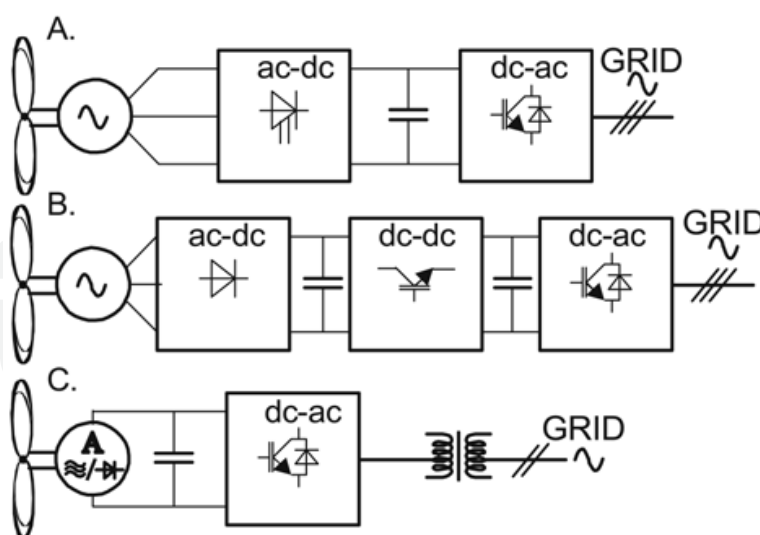 A.
ac-dc
dc-ac
GRID
B.
ac-dc
dc-dc
dc-ac
GRID
C.
A
dc-ac
GRID